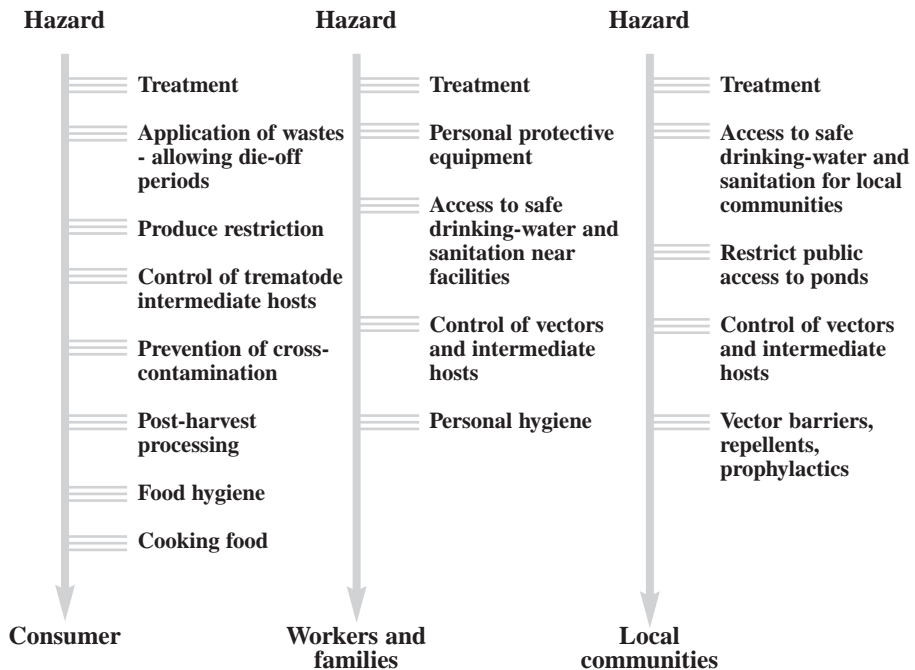 Hazard
Treatment
Application of wastes
- allowing die-off
periods
Produce restriction
Control of trematode
intermediate hosts
Prevention of cross-
contamination
Post-harvest
processing
Food hygiene
Cooking food
Consumer
Hazard
Treatment
Personal protective
equipment
Access to safe
drinking-water and
sanitation near
facilities
Control of vectors
and intermediate
hosts
Personal hygiene
Workers and
families
Hazard
Treatment
Access to safe
drinking-water and
sanitation for local
communities
Restrict public
access to ponds
Control of vectors
and intermediate
hosts
Vector barriers,
repellents,
prophylactics
Local
communities